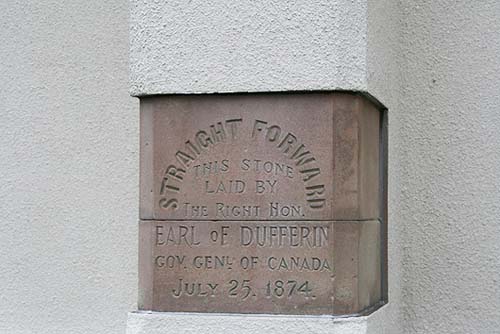 STRAIGHT FORWARD
THIS STONE
LAID BY
THE RIGHT HON.
EARL OF DUFFERIN
GOV. GENL. OF CANADA
JULY 25. 1874.